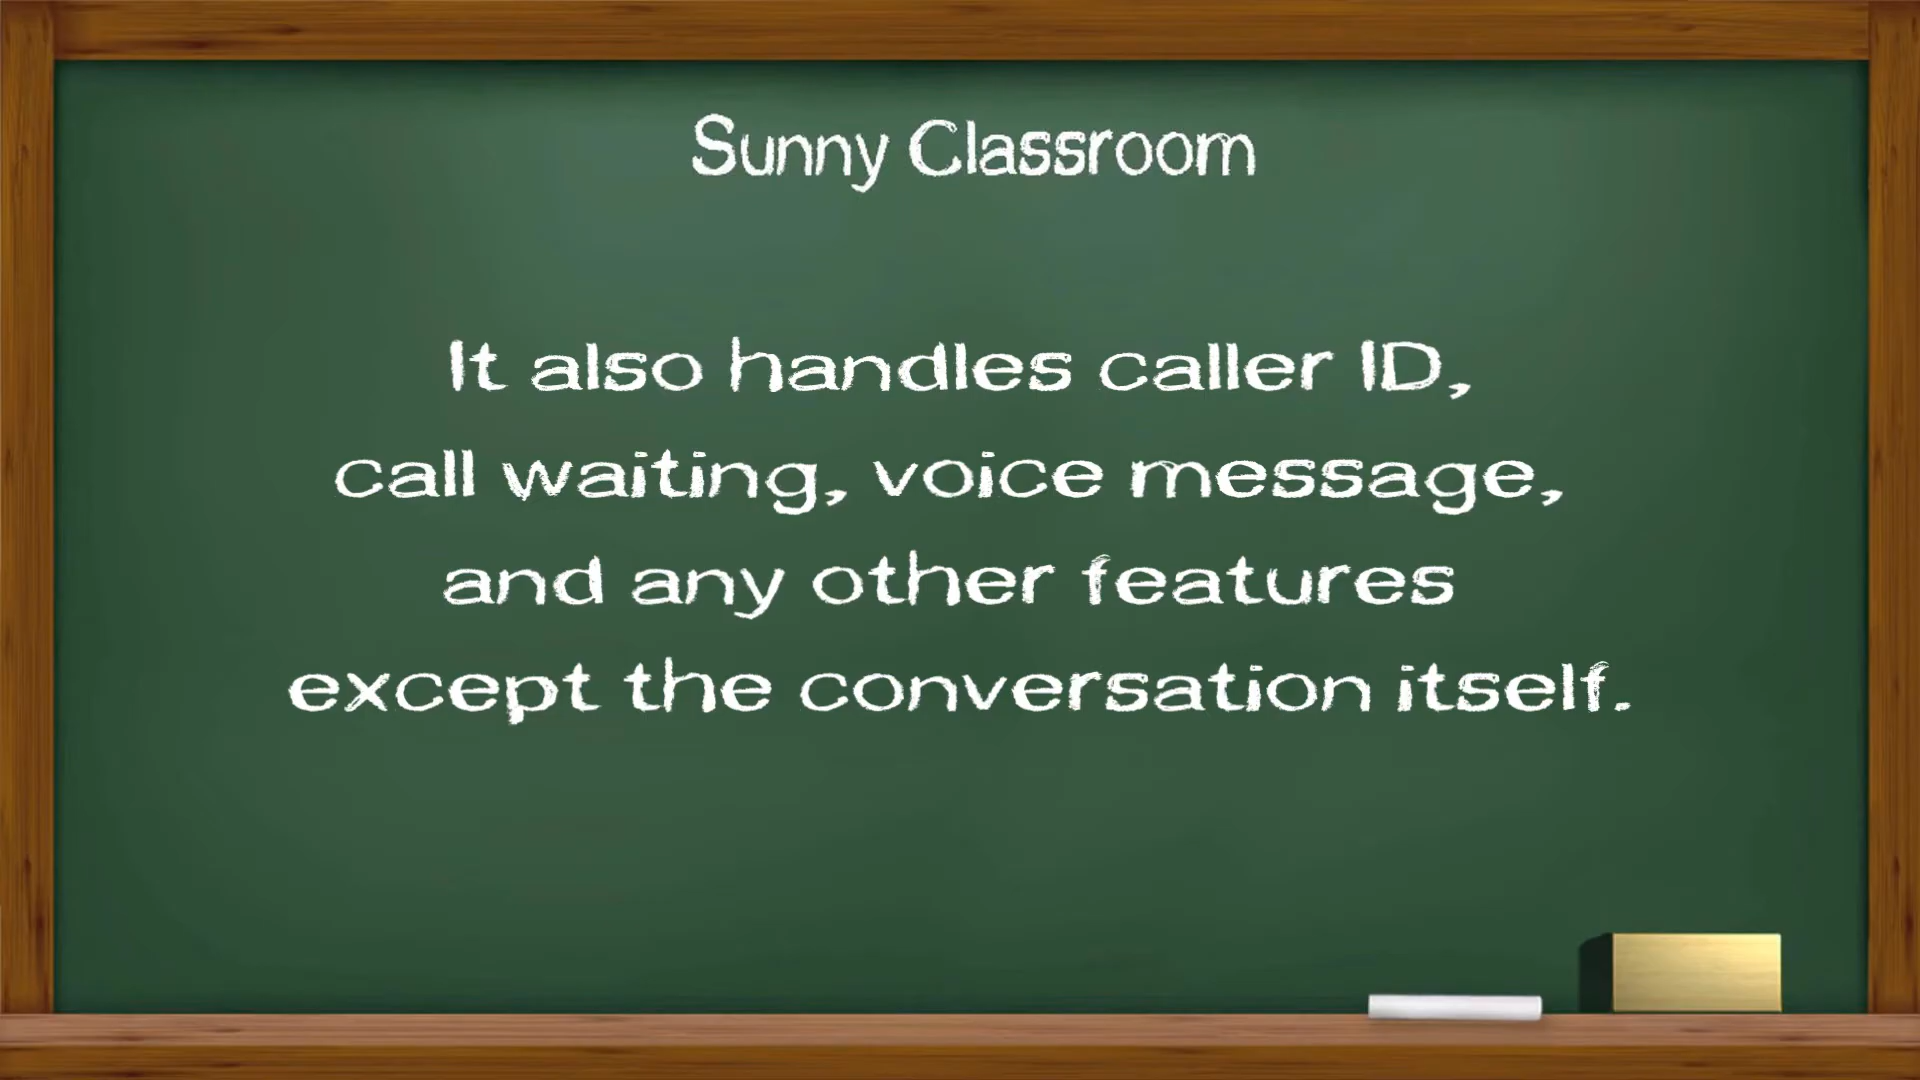 Sunny Classroom
It also handles caller ID,
call waiting, voice message,
and any other features
except the conversation itself.